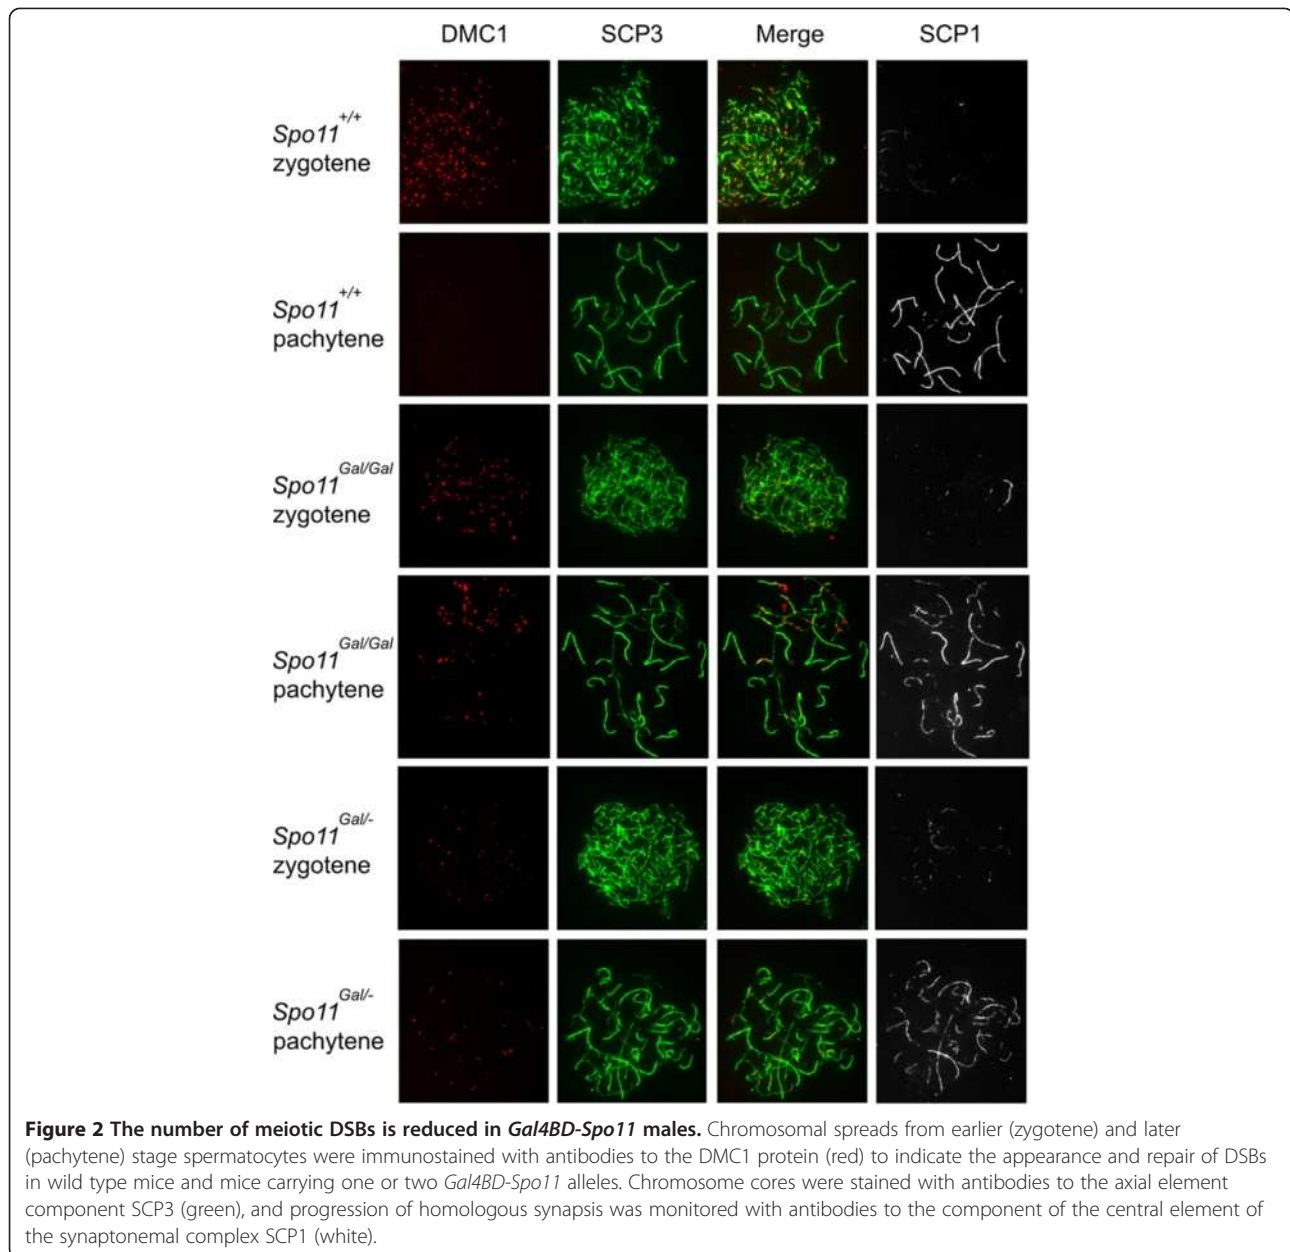 DMC1 SCP3 Merge SCP1
Spo11+/+
zygotene
Spo11+/+
pachytene
Spo11Gal/Gal
zygotene
Spo11Gal/Gal
pachytene
Spo11Gal/-
zygotene
Spo11Gal/-
pachytene
Figure 2 The number of meiotic DSBs is reduced in Gal4BD-Spo11 males. Chromosomal spreads from earlier (zygotene) and later
(pachytene) stage spermatocytes were immunostained with antibodies to the DMC1 protein (red) to indicate the appearance and repair of DSBs
in wild type mice and mice carrying one or two Gal4BD-Spo11 alleles. Chromosome cores were stained with antibodies to the axial element
component SCP3 (green), and progression of homologous synapsis was monitored with antibodies to the component of the central element of
the synaptonemal complex SCP1 (white).